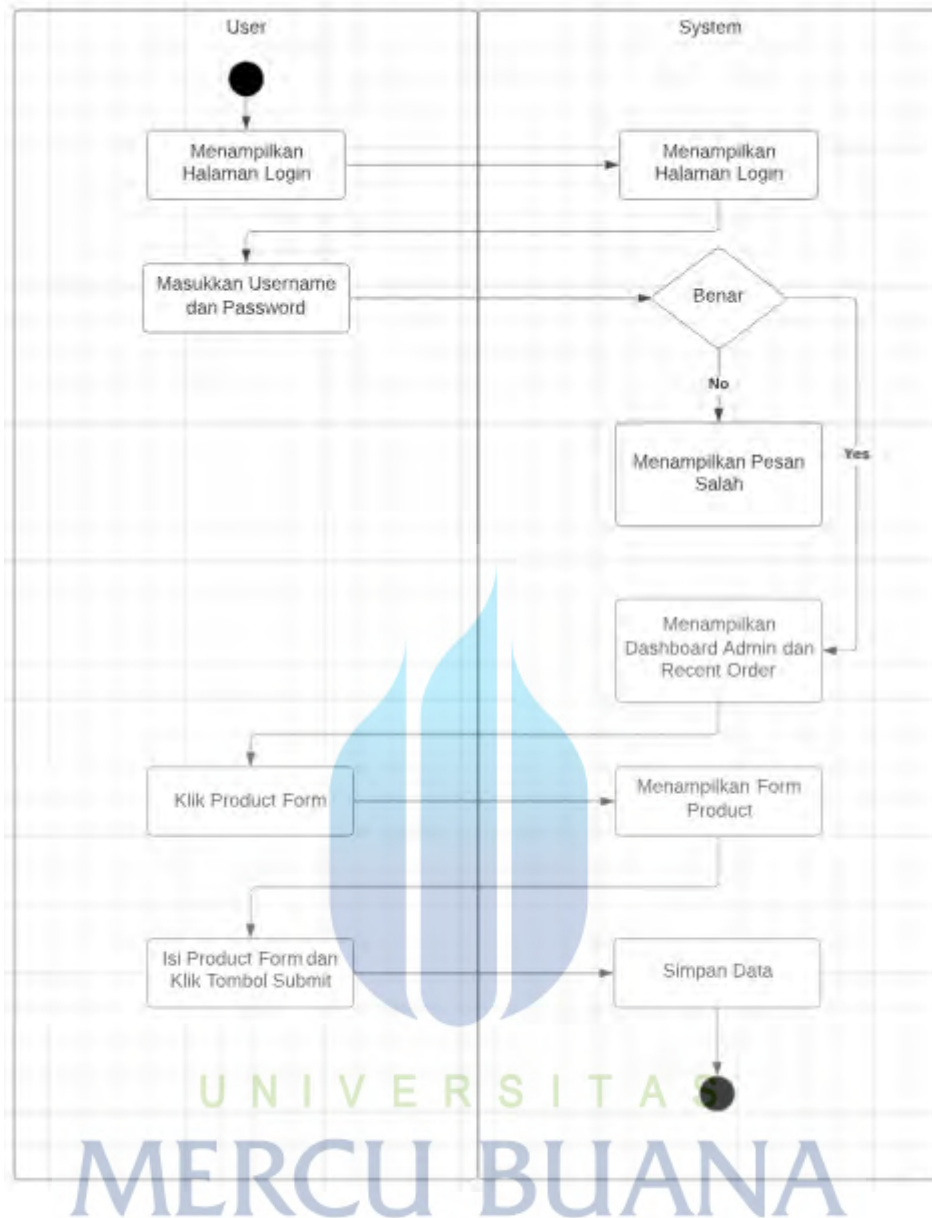 User
System
Menampilkan
Halaman Login
Menampilkan
Halaman Login
Masukkan Username
dan Password
Benar
No
Yes
Menampilkan Pesan
Salah
Menampilkan
Dashboard Admin dan
Recent Order
Klik Product Form
Menampilkan Form
Product
Isi Product Form dan
Klik Tombol Submit
Simpan Data
UNIVERSITAS
MERCU BUANA